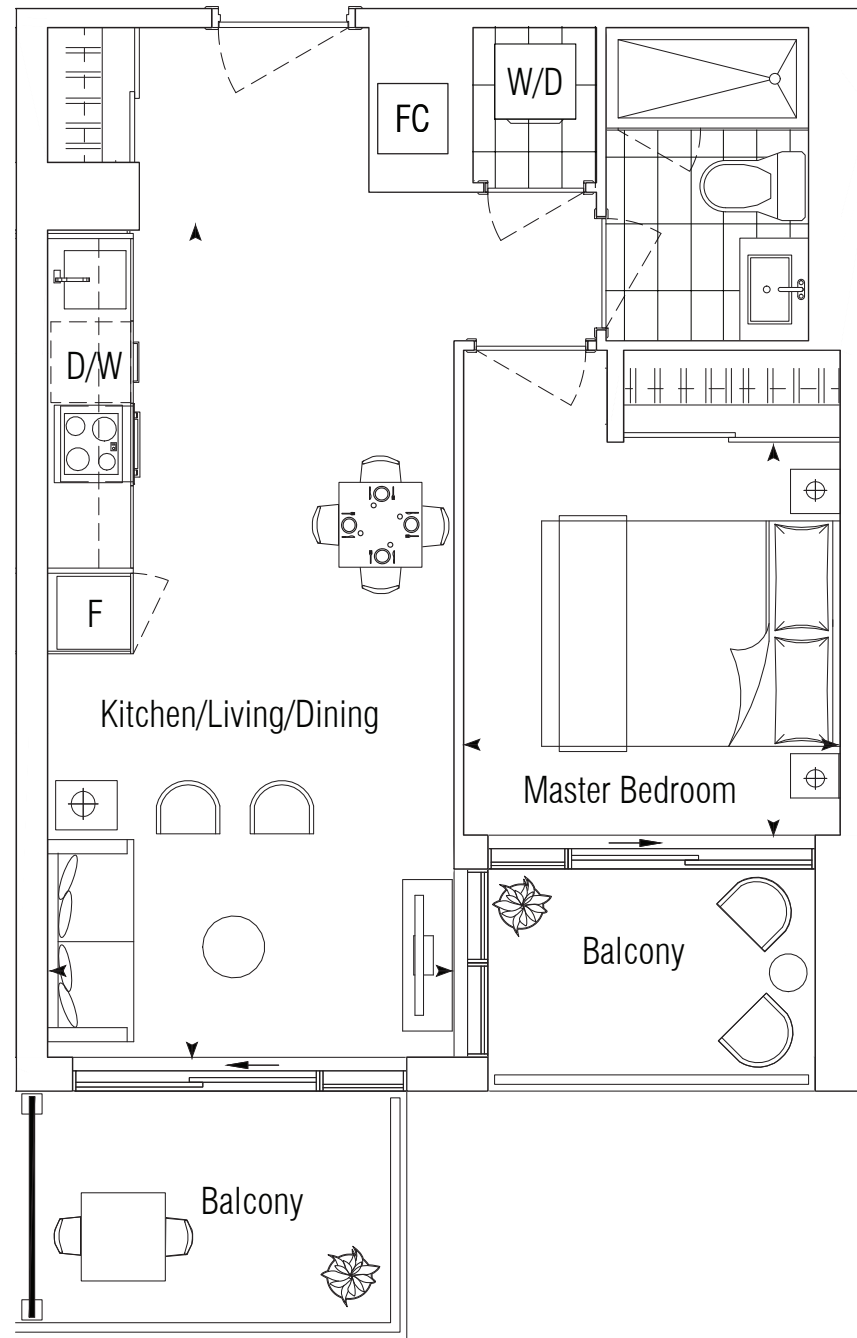 W/D
FC
D/W
F
Kitchen/Living/Dining
Master Bedroom
Balcony
Balcony